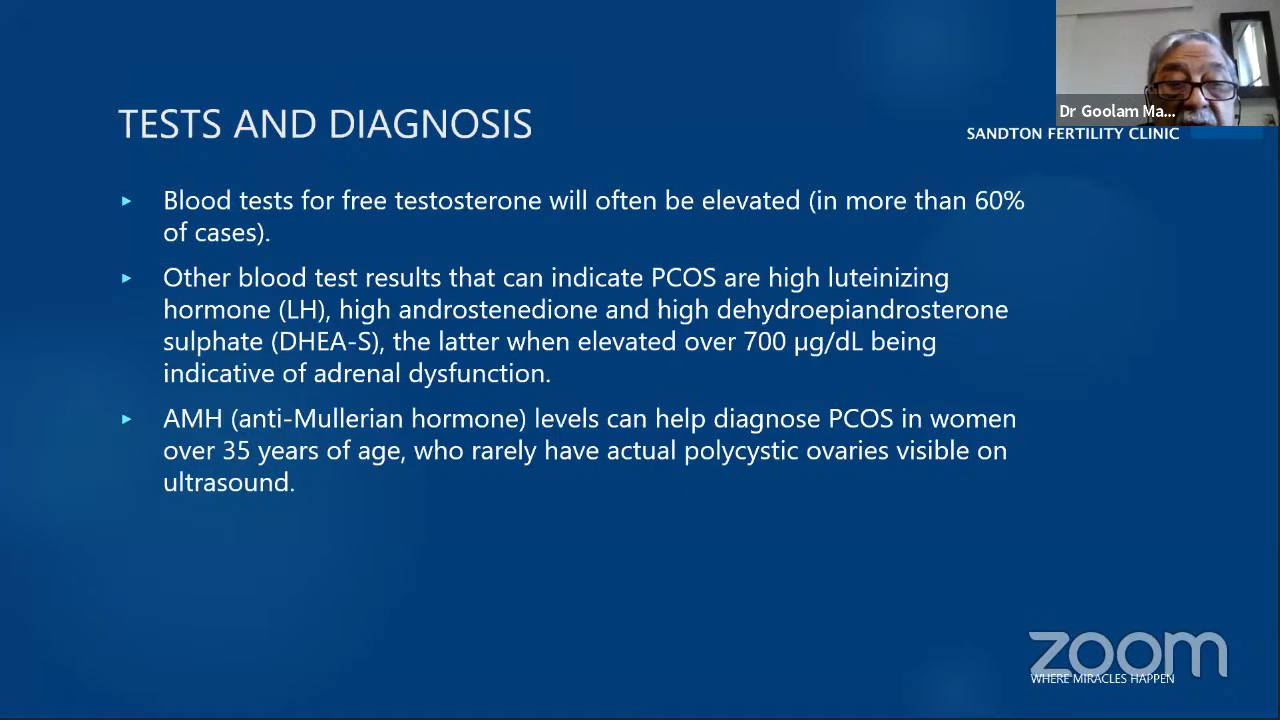 Dr Goolam Ma...
TESTS AND DIAGNOSIS
SANDTON FERTILITY CLINIC
Blood tests for free testosterone will often be elevated (in more than 60%
of cases).
Other blood test results that can indicate PCOS are high luteinizing
hormone (LH), high androstenedione and high dehydroepiandrosterone
sulphate (DHEA-S), the latter when elevated over 700 µg/dL being
indicative of adrenal dysfunction.
AMH (anti-Mullerian hormone) levels can help diagnose PCOS in women
over 35 years of age, who rarely have actual polycystic ovaries visible on
ultrasound.
zoom
WHERE MIRACLES HAPPEN